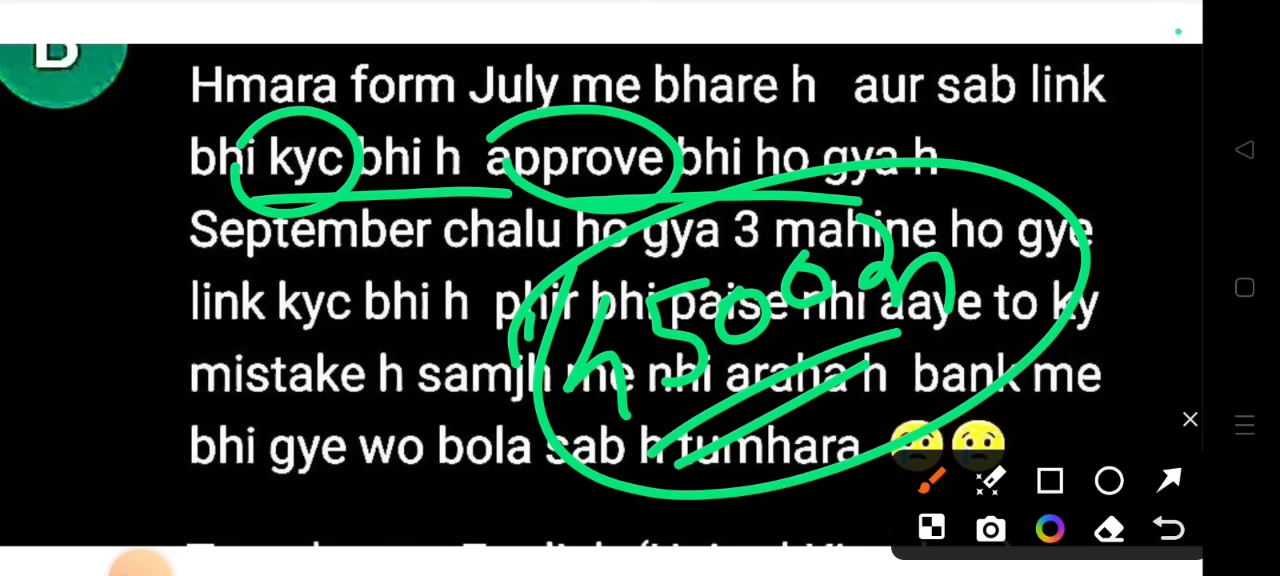 B
Hmara form July me bhare h aur sab link
bhi kyc bhi h approve bhi ho gya h
September chalu ho gya 3 mahine ho gye
link kyc bhi h phir bhi paise nhi aaye to ky
mistake h samjh me nhi araha h bank me
bhi gye wo bola sab h tumhara 😢😢